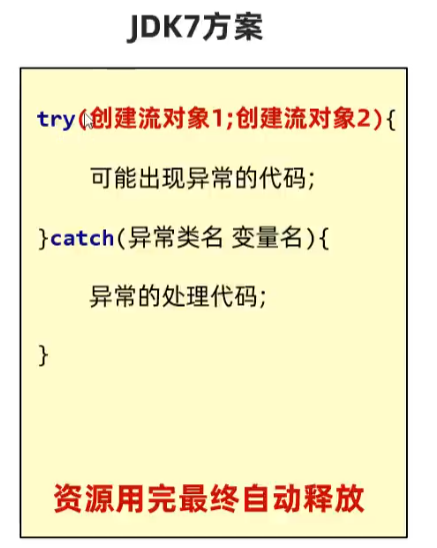 JDK7方案
try(创建流对象1;创建流对象2){
可能出现异常的代码;
}catch(异常类名 变量名){
异常的处理代码;
}
资源用完最终自动释放